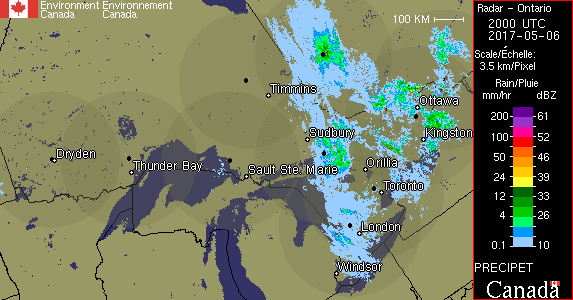 Environment Environnement
Canada Canada
100 KM
Timmins
Ottawa
Sudbury
Kingston
Dryden
Thunder Bay
Sault Ste. Marie
Orillia
Toronto
London
Windsor
Radar - Ontario
2000 UTC
2017-05-06
Scale/Échelle:
3.5 km/Pixel
Rain/Pluie
mm/hr dBZ
200 61
100 52
50 46
24 39
12 33
4 26
1 16
0.1 10
PRECIPET
Canada